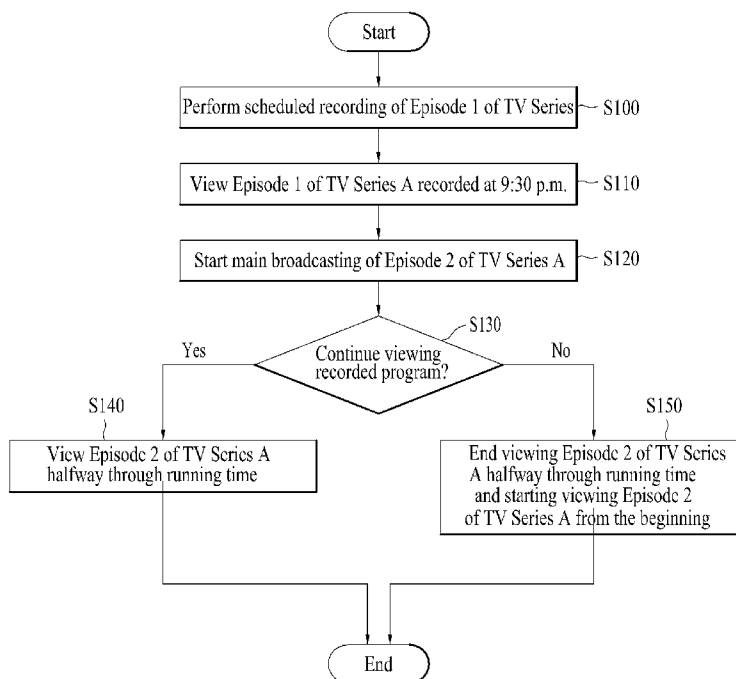 Start
Perform scheduled recording of Episode 1 of TV Series
S100
View Episode 1 of TV Series A recorded at 9:30 p.m.
S110
Start main broadcasting of Episode 2 of TV Series A
S120
S130
Continue viewing
recorded program?
Yes
No
S140
View Episode 2 of TV Series A
halfway through running time
S150
End viewing Episode 2 of TV Series
A halfway through running time
and starting viewing Episode 2
of TV Series A from the beginning
End